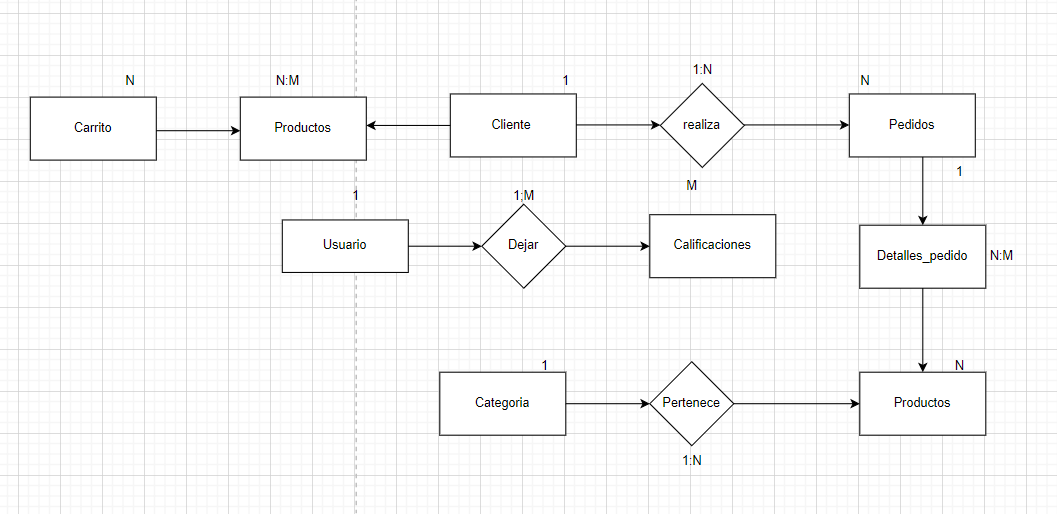 1:N
N
N:M
1
N
Carrito
Productos
Cliente
realiza
Pedidos
1
M
1
1;M
Usuario
Dejar
Calificaciones
Detalles_pedido
N:M
1
N
Categoria
Pertenece
Productos
1:N